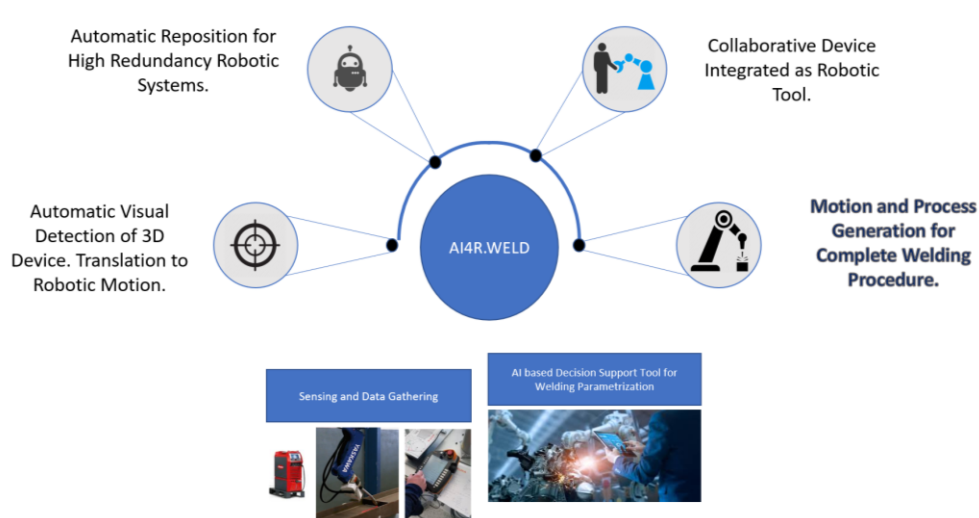 Automatic Reposition for
High Redundancy Robotic
Systems.
Collaborative Device
Integrated as Robotic
Tool.
Automatic Visual
Detection of 3D
Device. Translation to
Robotic Motion.
AI4R.WELD
Motion and Process
Generation for
Complete Welding
Procedure.
Sensing and Data Gathering
AI based Decision Support Tool for
Welding Parametrization
YASKAWA